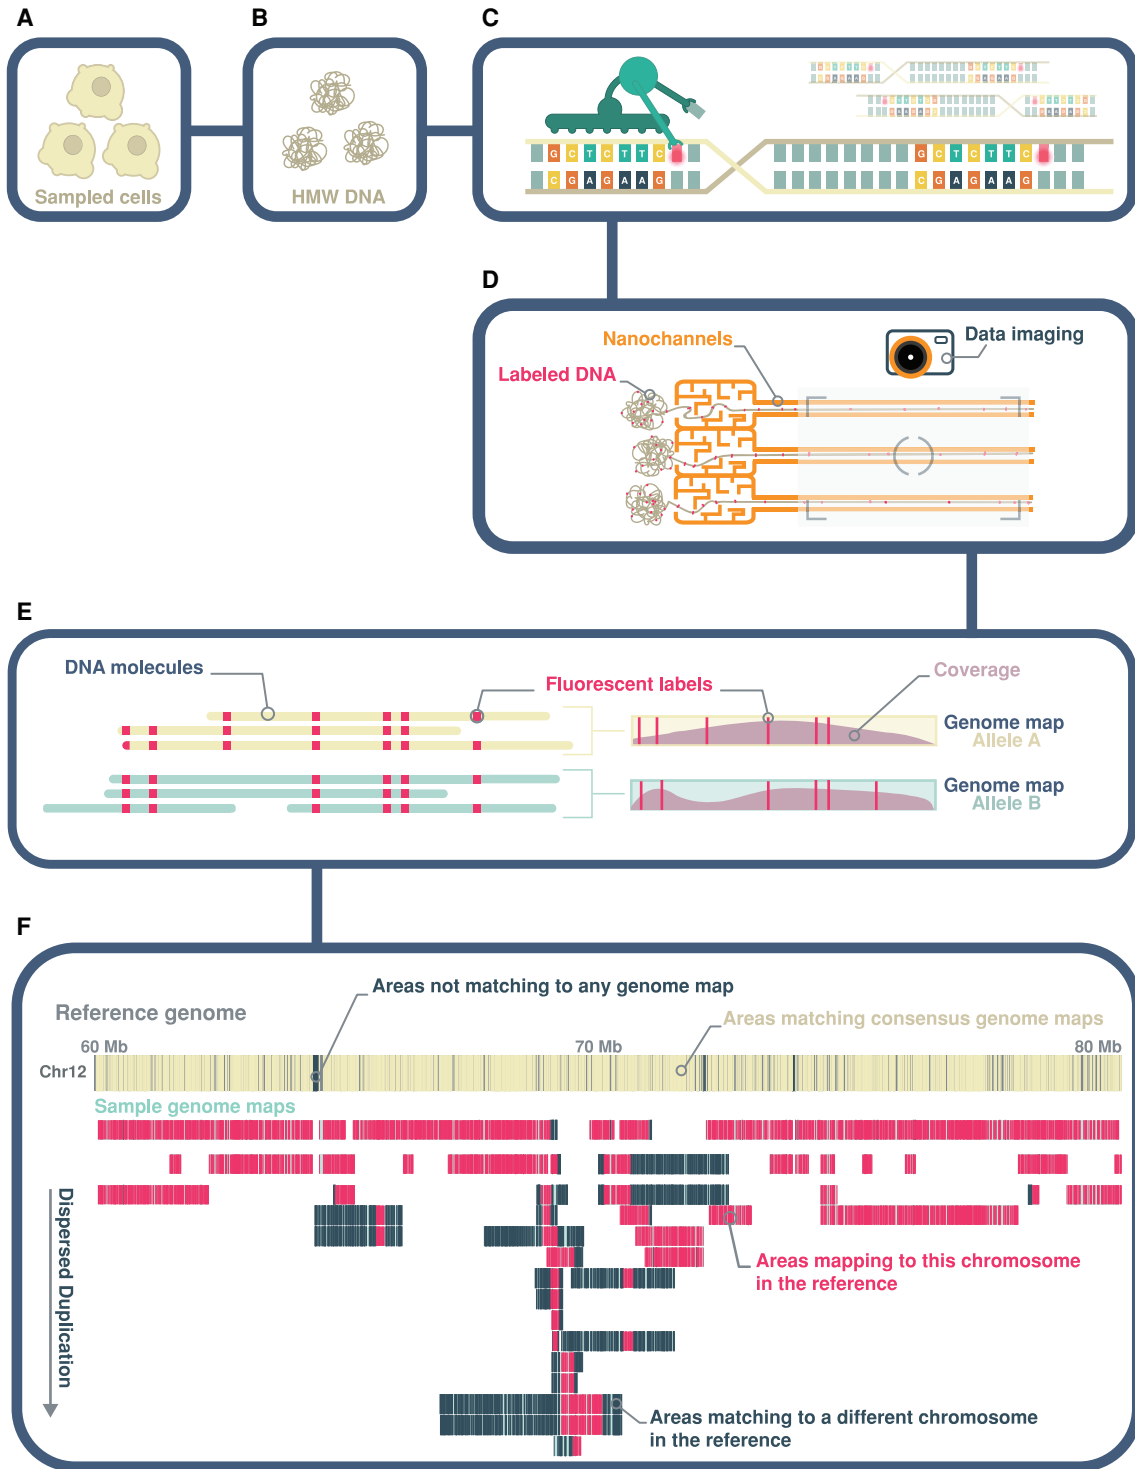 A
B
C
Sampled cells
HMW DNA
G C T C T T C
C G A G A A G
G C T C T T C
C G A G A A G
D
Nanochannels
Data imaging
Labeled DNA
E
DNA molecules
Fluorescent labels
Coverage
Genome map
Allele A
Genome map
Allele B
F
Areas not matching to any genome map
Reference genome
Areas matching consensus genome maps
60 Mb
70 Mb
80 Mb
Chr12
Sample genome maps
Dispersed Duplication
Areas mapping to this chromosome
in the reference
Areas matching to a different chromosome
in the reference